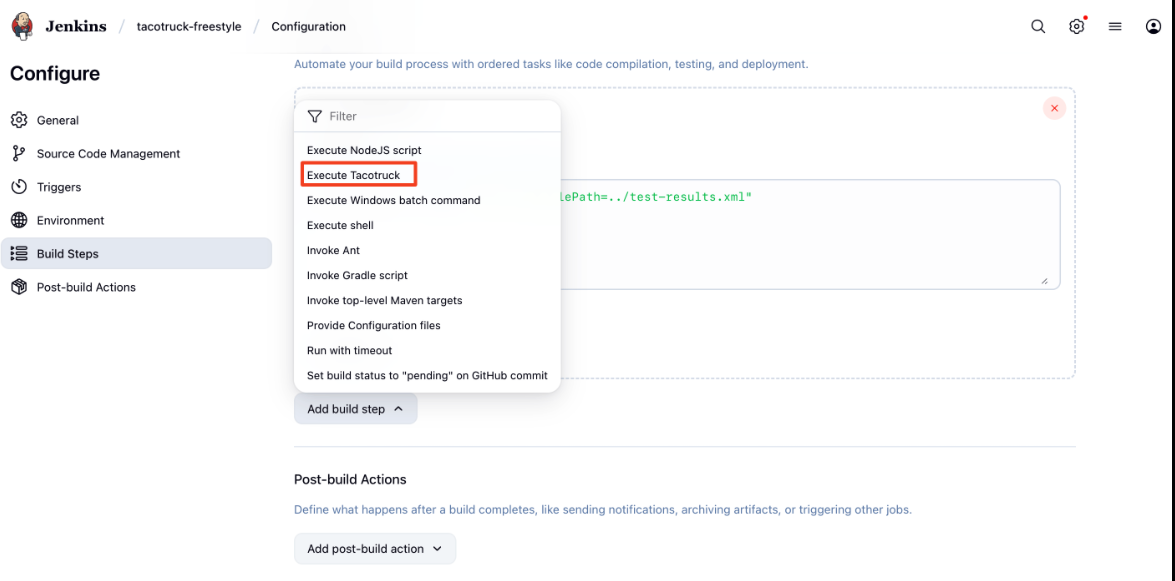 Jenkins / tacotruck-freestyle / Configuration
Configure
General
Source Code Management
Triggers
Environment
Build Steps
Post-build Actions
Automate your build process with ordered tasks like code compilation, testing, and deployment.
Filter
Execute NodeJS script
Execute Tacotruck
Execute Windows batch command
Execute shell
Invoke Ant
Invoke Gradle script
Invoke top-level Maven targets
Provide Configuration files
Run with timeout
Set build status to "pending" on GitHub commit
lePath=../test-results.xml"
Add build step
Post-build Actions
Define what happens after a build completes, like sending notifications, archiving artifacts, or triggering other jobs.
Add post-build action